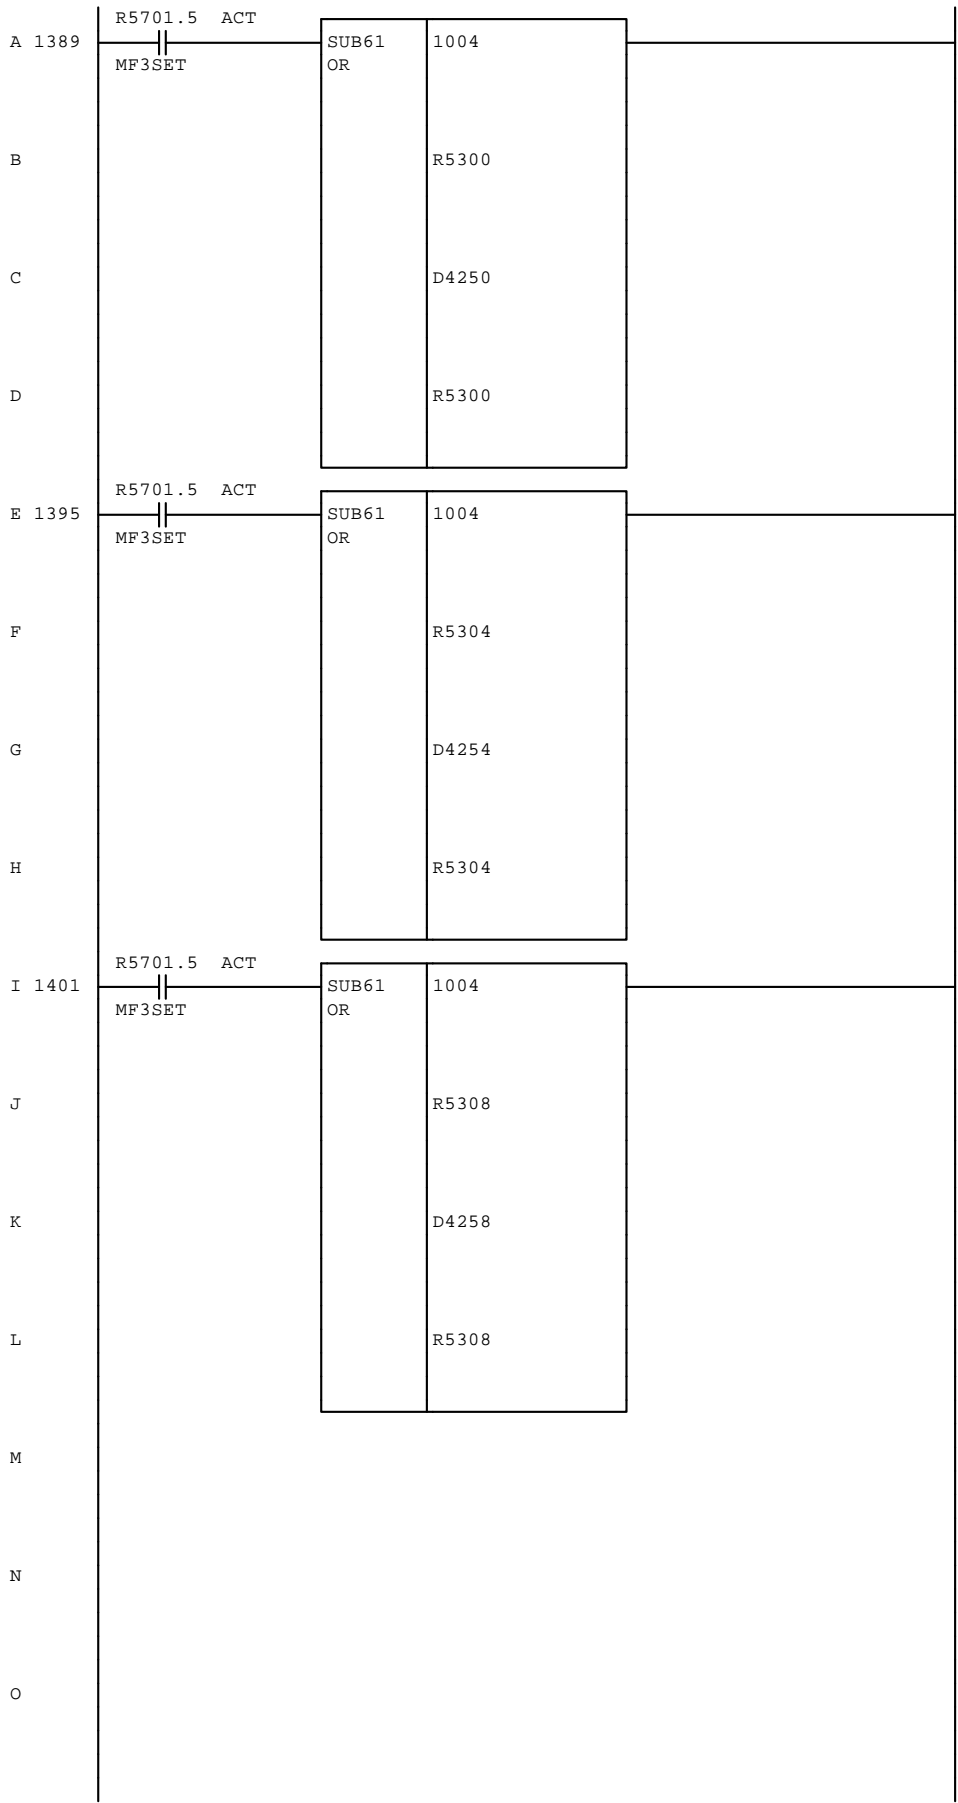 R5701.5 ACT
A 1389 SUB61 1004
MF3SET OR
B R5300
C D4250
D R5300
R5701.5 ACT
E 1395 SUB61 1004
MF3SET OR
F R5304
G D4254
H R5304
R5701.5 ACT
I 1401 SUB61 1004
MF3SET OR
J R5308
K D4258
L R5308
M
N
O